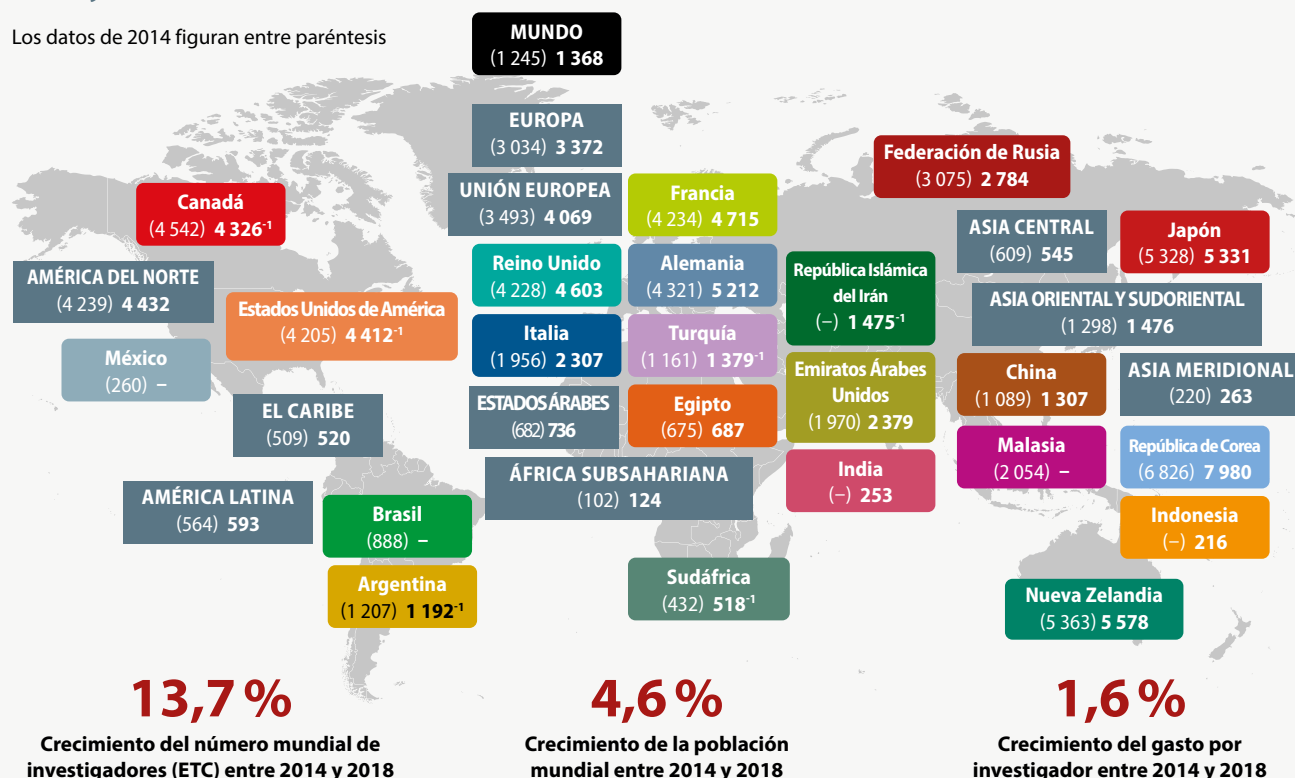 Los datos de 2014 figuran entre paréntesis
MUNDO
(1 245) 1 368
EUROPA
(3 034) 3 372
Federación de Rusia
(3 075) 2 784
Canadá
(4 542) 4 326-1
UNIÓN EUROPEA
(3 493) 4 069
Francia
(4 234) 4 715
ASIA CENTRAL
(609) 545
Japón
(5 328) 5 331
AMÉRICA DEL NORTE
(4 239) 4 432
Estados Unidos de América
(4 205) 4 412-1
Reino Unido
(4 228) 4 603
Alemania
(4 321) 5 212
República Islámica
del Irán
(–) 1 475-1
ASIA ORIENTAL Y SUDORIENTAL
(1 298) 1 476
México
(260) –
Italia
(1 956) 2 307
Turquía
(1 161) 1 379-1
Emiratos Árabes
Unidos
(1 970) 2 379
China
(1 089) 1 307
ASIA MERIDIONAL
(220) 263
EL CARIBE
(509) 520
ESTADOS ÁRABES
(682) 736
Egipto
(675) 687
Malasia
(2 054) –
República de Corea
(6 826) 7 980
ÁFRICA SUBSAHARIANA
(102) 124
India
(–) 253
AMÉRICA LATINA
(564) 593
Brasil
(888) –
Indonesia
(–) 216
Argentina
(1 207) 1 192-1
Sudáfrica
(432) 518-1
Nueva Zelandia
(5 363) 5 578
13,7 %
Crecimiento del número mundial de
investigadores (ETC) entre 2014 y 2018
4,6 %
Crecimiento de la población
mundial entre 2014 y 2018
1,6 %
Crecimiento del gasto por
investigador entre 2014 y 2018